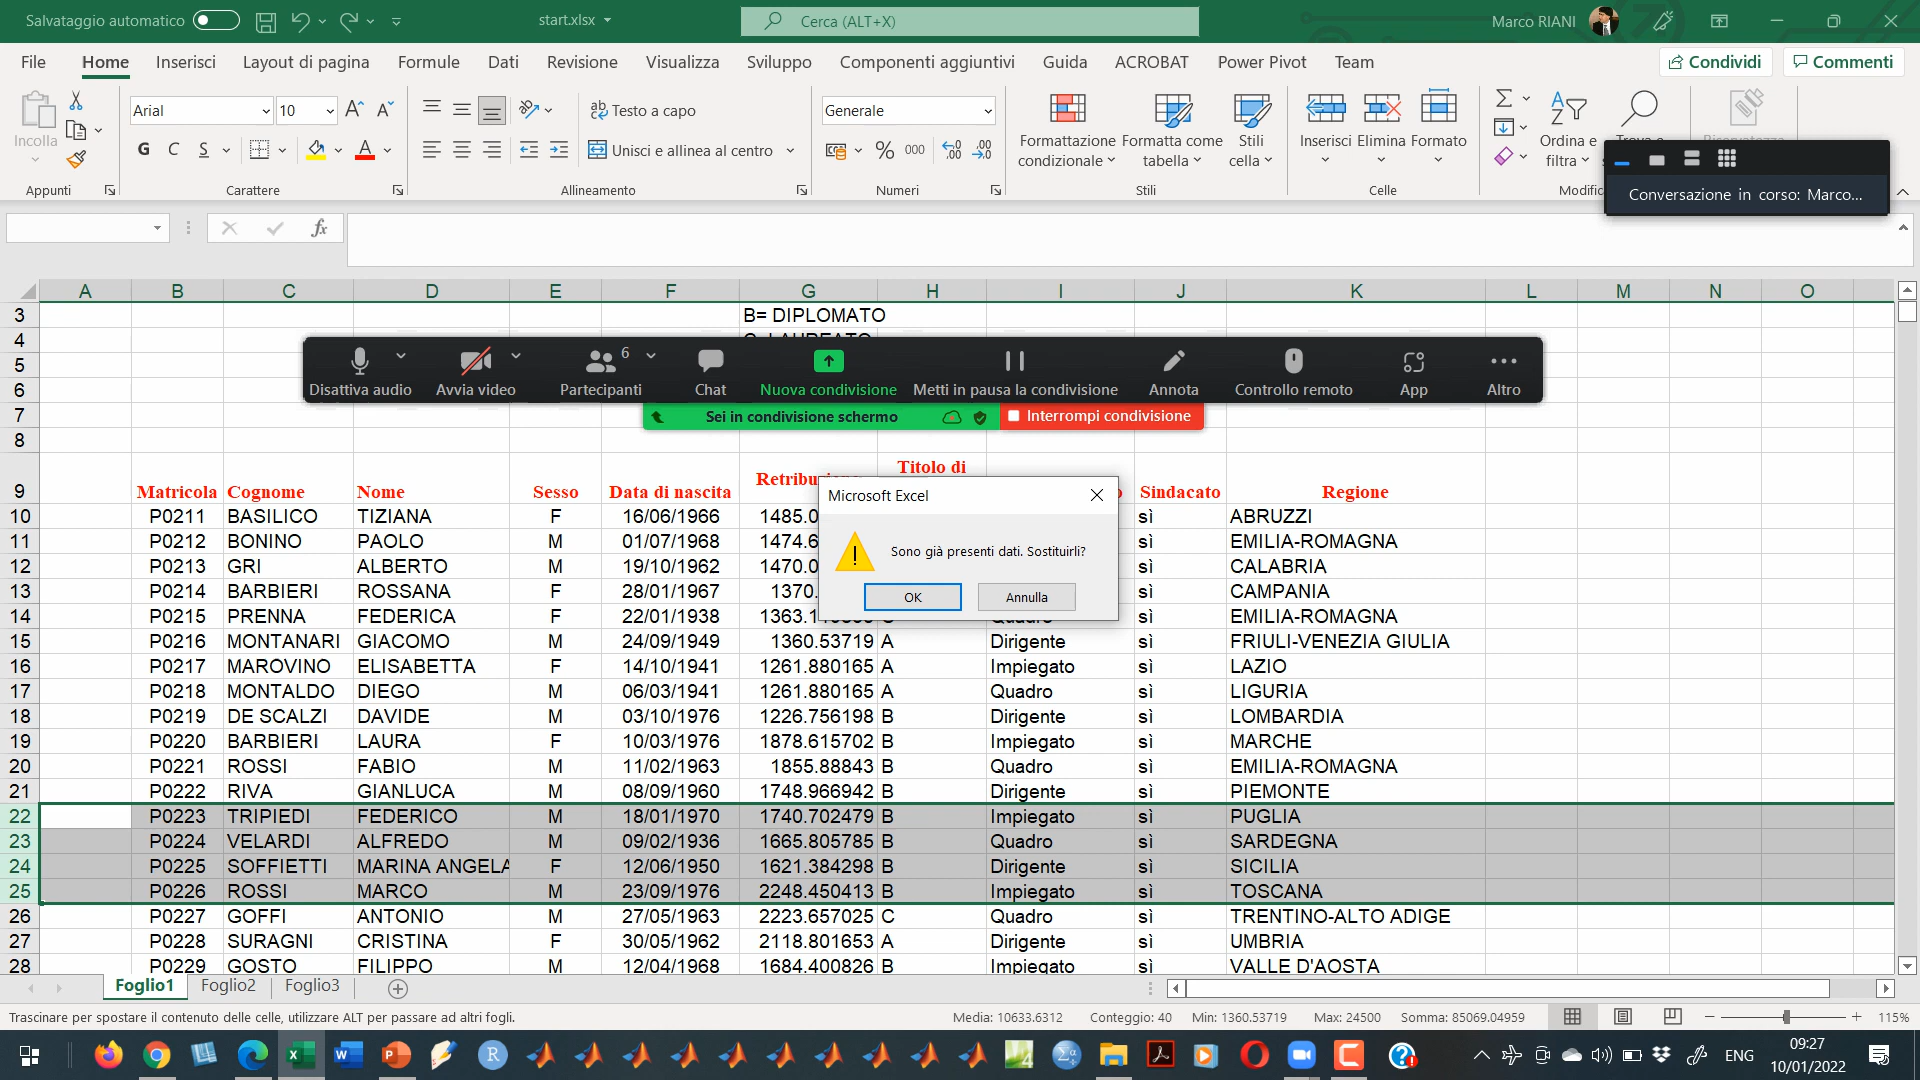 Salvataggio automatico
start.xlsx
Cerca (ALT+X)
Marco RIANI
File Home Inserisci Layout di pagina Formule Dati Revisione Visualizza Sviluppo Componenti aggiuntivi Guida ACROBAT Power Pivot Team Condividi Commenti
Incolla
Appunti
Arial 10
G C S
Carattere
Testo a capo
Unisci e allinea al centro
Allineamento
Generale
% 000
Numeri
Formattazione condizionale
Formatta come tabella
Stili cella
Stili
Inserisci Elimina Formato
Celle
Ordina e filtra
Conversazione in corso: Marco...
fx
A B C D E F G H I J K L M N O
3 B= DIPLOMATO
4
5
6
7
8
Disattiva audio Avvia video Partecipanti 6 Chat Nuova condivisione Metti in pausa la condivisione Annota Controllo remoto App Altro
Sei in condivisione schermo Interrompi condivisione
Titolo di
9 Matricola Cognome Nome Sesso Data di nascita Sindacato Regione
10 P0211 BASILICO TIZIANA F 16/06/1966 1485.0 sì ABRUZZI
11 P0212 BONINO PAOLO M 01/07/1968 1474.6 sì EMILIA-ROMAGNA
12 P0213 GRI ALBERTO M 19/10/1962 1470.0 sì CALABRIA
13 P0214 BARBIERI ROSSANA F 28/01/1967 1370. sì CAMPANIA
14 P0215 PRENNA FEDERICA F 22/01/1938 sì EMILIA-ROMAGNA
15 P0216 MONTANARI GIACOMO M 24/09/1949 1360.53719 A Dirigente sì FRIULI-VENEZIA GIULIA
16 P0217 MAROVINO ELISABETTA F 14/10/1941 1261.880165 A Impiegato sì LAZIO
17 P0218 MONTALDO DIEGO M 06/03/1941 1261.880165 A Quadro sì LIGURIA
18 P0219 DE SCALZI DAVIDE M 03/10/1976 1226.756198 B Dirigente sì LOMBARDIA
19 P0220 BARBIERI LAURA F 10/03/1976 1878.615702 B Impiegato sì MARCHE
20 P0221 ROSSI FABIO M 11/02/1963 1855.88843 B Quadro sì EMILIA-ROMAGNA
21 P0222 RIVA GIANLUCA M 08/09/1960 1748.966942 B Dirigente sì PIEMONTE
22 P0223 TRIPIEDI FEDERICO M 18/01/1970 1740.702479 B Impiegato sì PUGLIA
23 P0224 VELARDI ALFREDO M 09/02/1936 1665.805785 B Quadro sì SARDEGNA
24 P0225 SOFFIETTI MARINA ANGELA F 12/06/1950 1621.384298 B Dirigente sì SICILIA
25 P0226 ROSSI MARCO M 23/09/1976 2248.450413 B Impiegato sì TOSCANA
26 P0227 GOFFI ANTONIO M 27/05/1963 2223.657025 C Quadro sì TRENTINO-ALTO ADIGE
27 P0228 SURAGNI CRISTINA F 30/05/1962 2118.801653 A Dirigente sì UMBRIA
28 P0229 GOSTO FILIPPO M 12/04/1968 1684.400826 B Impiegato sì VALLE D'AOSTA
Microsoft Excel
Sono già presenti dati. Sostituirli?
OK Annulla
Foglio1 Foglio2 Foglio3
Trascinare per spostare il contenuto delle celle, utilizzare ALT per passare ad altri fogli.
Media: 10633.6312 Conteggio: 40 Min: 1360.53719 Max: 24500 Somma: 85069.04959 115%
ENG
09:27
10/01/2022